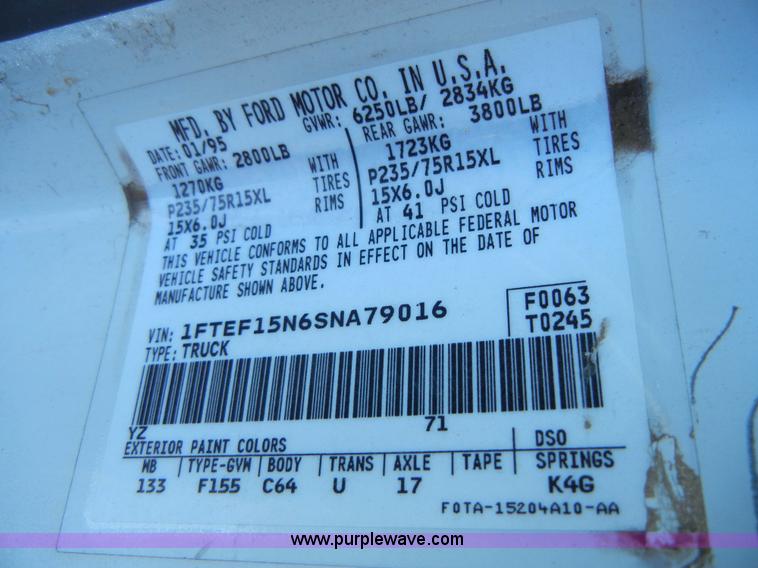 MFD. BY FORD MOTOR CO. IN U.S.A.
DATE: 01/95 GVWR: 6250LB/ 2834KG
FRONT GAWR: 2800LB REAR GAWR: 3800LB
1270KG WITH 1723KG WITH
P235/75R15XL TIRES P235/75R15XL TIRES
15X6.0J RIMS 15X6.0J RIMS
AT 35 PSI COLD AT 41 PSI COLD
THIS VEHICLE CONFORMS TO ALL APPLICABLE FEDERAL MOTOR
VEHICLE SAFETY STANDARDS IN EFFECT ON THE DATE OF
MANUFACTURE SHOWN ABOVE.
VIN: 1FTEF15N6SNA79016 F0063
TYPE: TRUCK T0245
YZ 71
EXTERIOR PAINT COLORS DSO
WB TYPE-GVW BODY TRANS AXLE TAPE SPRINGS
133 F155 C64 U 17 K4G
F0TA-15204A10-AA
www.purplewave.com